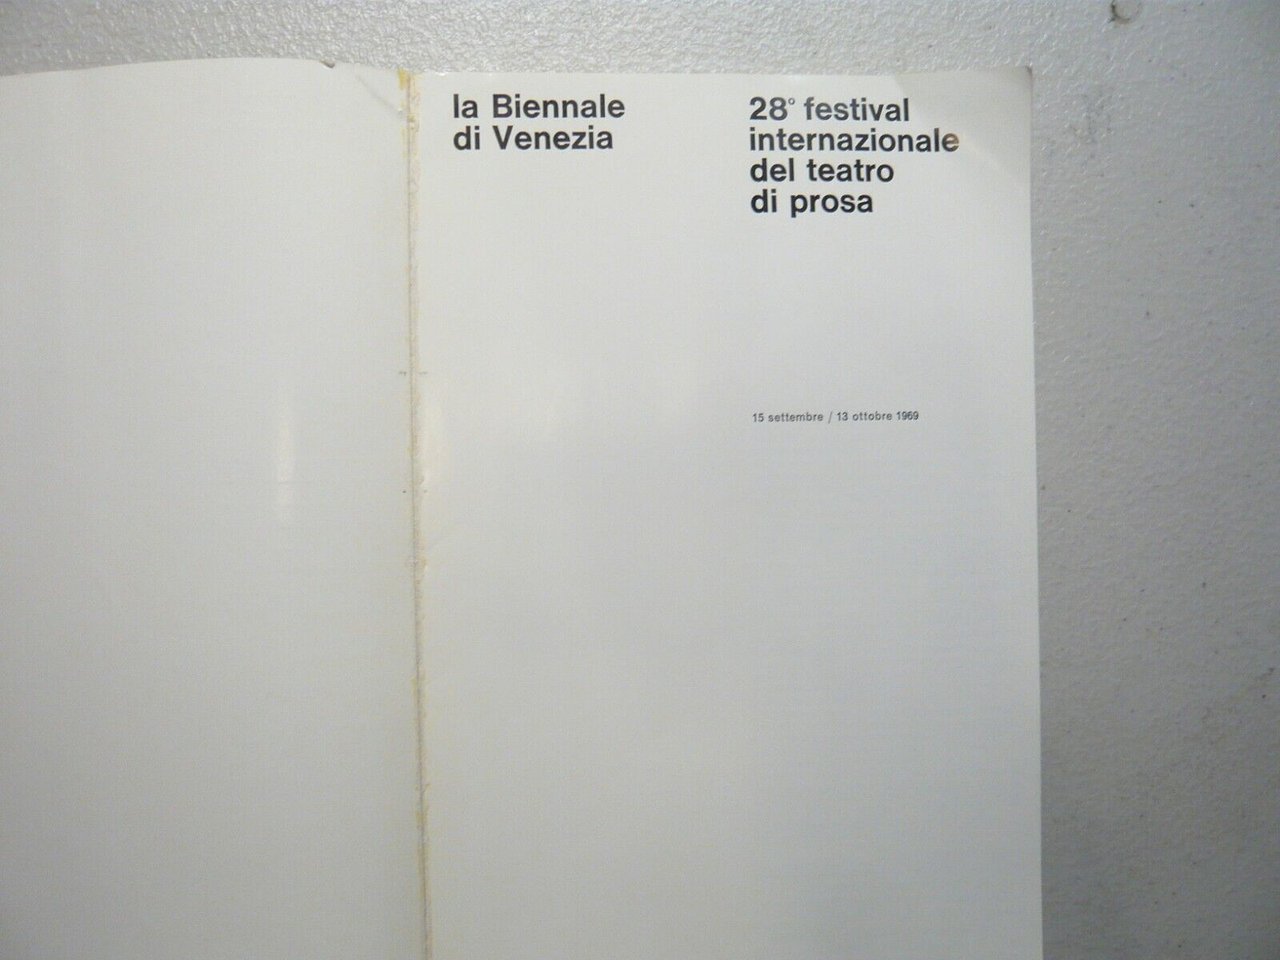 la Biennale
di Venezia
28° festival
internazionale
del teatro
di prosa
15 settembre / 13 ottobre 1969